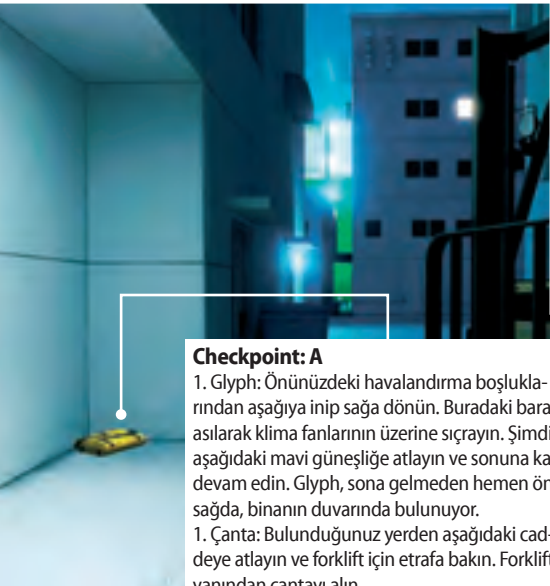 Checkpoint: A
1. Glyph: Önünüzdeki havalandırma boşlukla-
rından aşağıya inip sağa dönün. Buradaki bara
asılarak klima fanlarının üzerine sıçrayın. Şimdi
aşağıdaki mavi güneşliğe atlayın ve sonuna
devam edin. Glyph, sona gelmeden hemen
sağda, binanın duvarında bulunuyor.
1. Çanta: Bulunduğunuz yerden aşağıdaki cad-
deye atlayın ve forklift için etrafa bakın. Forklift
yanından çantayı alın